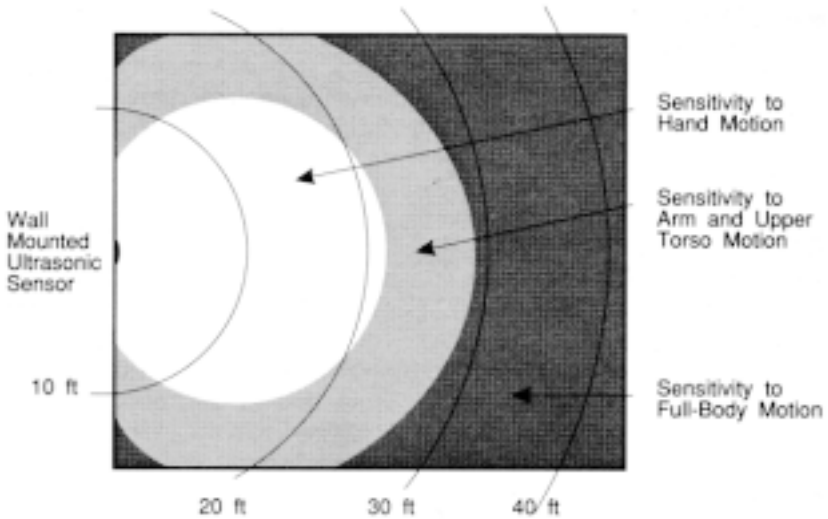 Sensitivity to
Hand Motion
Sensitivity to
Arm and Upper
Torso Motion
Wall
Mounted
Ultrasonic
Sensor
10 ft
Sensitivity to
Full-Body Motion
20 ft
30 ft
40 ft